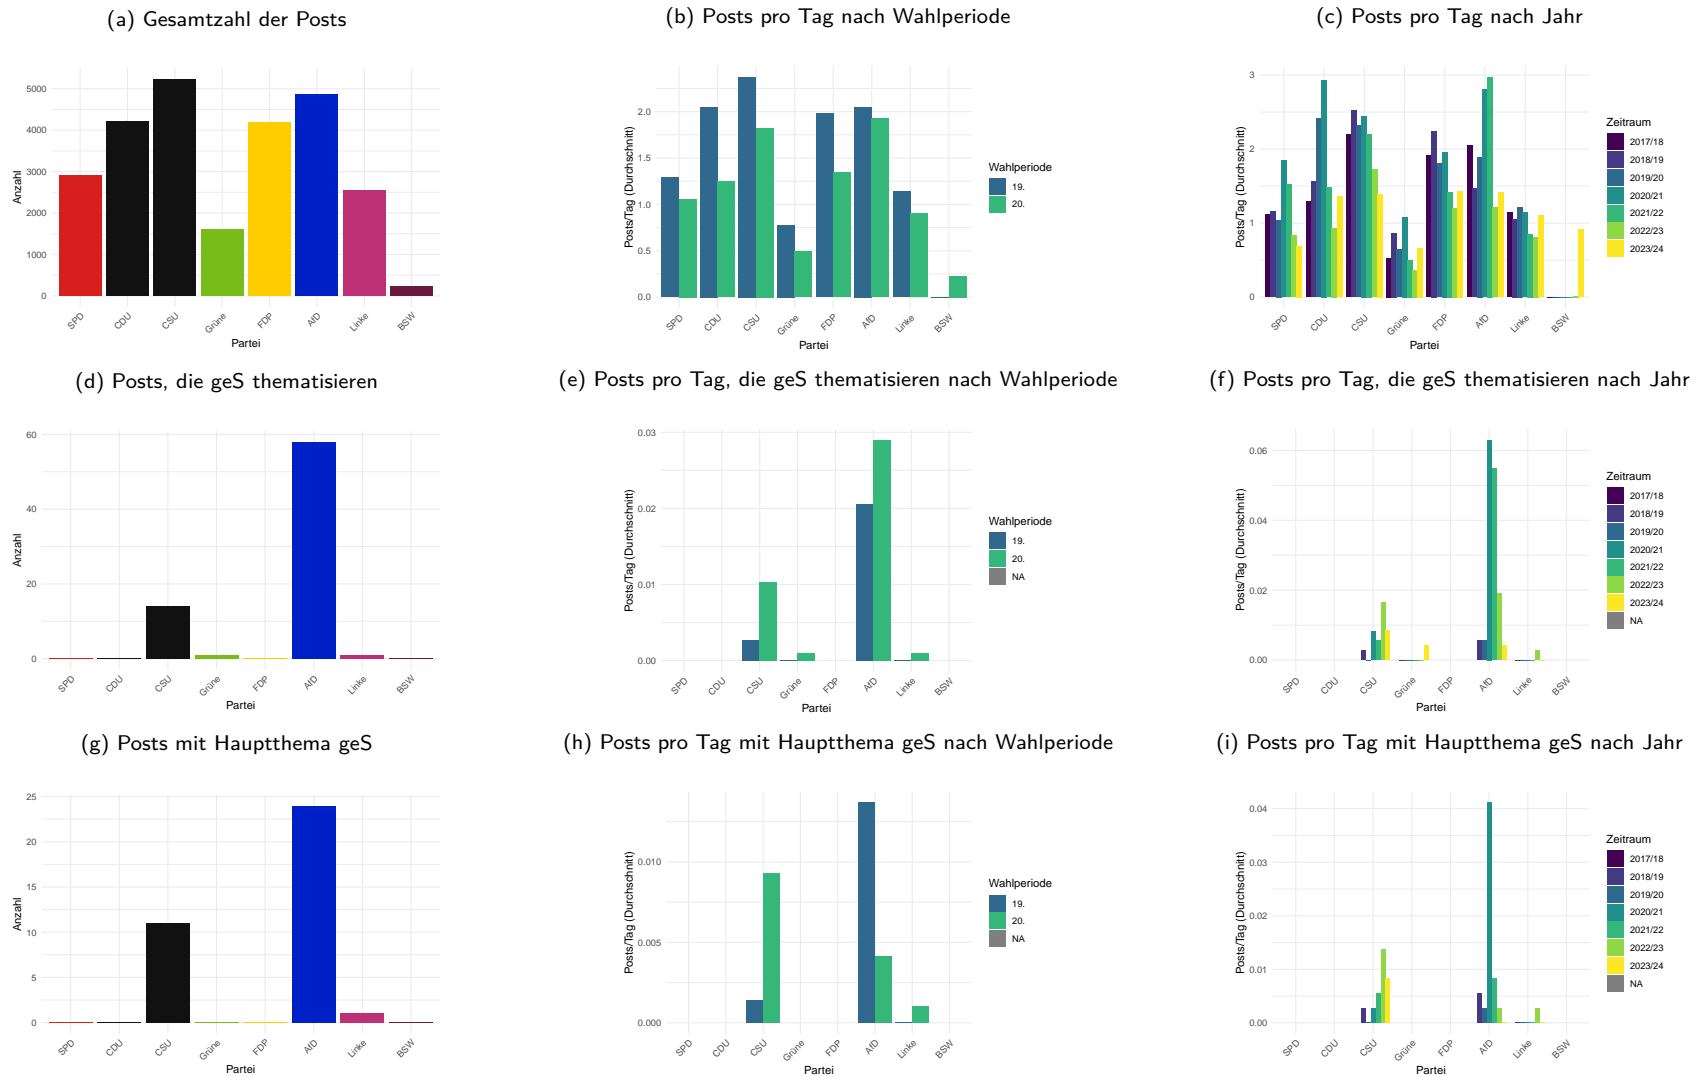 (a) Gesamtzahl der Posts
Anzahl
5000
4000
3000
2000
1000
0
SPD
CDU
CSU
Grüne
FDP
AfD
Linke
BSW
Partei
(b) Posts pro Tag nach Wahlperiode
Posts/Tag (Durchschnitt)
2.0
1.5
1.0
0.5
0.0
SPD
CDU
CSU
Grüne
FDP
AfD
Linke
BSW
Partei
Wahlperiode
19.
20.
(c) Posts pro Tag nach Jahr
Posts/Tag (Durchschnitt)
3
2
1
0
SPD
CDU
CSU
Grüne
FDP
AfD
Linke
BSW
Partei
Zeitraum
2017/18
2018/19
2019/20
2020/21
2021/22
2022/23
2023/24
(d) Posts, die geS thematisieren
Anzahl
60
40
20
0
SPD
CDU
CSU
Grüne
FDP
AfD
Linke
BSW
Partei
(e) Posts pro Tag, die geS thematisieren nach Wahlperiode
Posts/Tag (Durchschnitt)
0.03
0.02
0.01
0.00
SPD
CDU
CSU
Grüne
FDP
AfD
Linke
BSW
Partei
Wahlperiode
19.
20.
NA
(f) Posts pro Tag, die geS thematisieren nach Jahr
Posts/Tag (Durchschnitt)
0.06
0.04
0.02
0.00
SPD
CDU
CSU
Grüne
FDP
AfD
Linke
BSW
Partei
Zeitraum
2017/18
2018/19
2019/20
2020/21
2021/22
2022/23
2023/24
NA
(g) Posts mit Hauptthema geS
Anzahl
25
20
15
10
5
0
SPD
CDU
CSU
Grüne
FDP
AfD
Linke
BSW
Partei
(h) Posts pro Tag mit Hauptthema geS nach Wahlperiode
Posts/Tag (Durchschnitt)
0.010
0.005
0.000
SPD
CDU
CSU
Grüne
FDP
AfD
Linke
BSW
Partei
Wahlperiode
19.
20.
NA
(i) Posts pro Tag mit Hauptthema geS nach Jahr
Posts/Tag (Durchschnitt)
0.04
0.03
0.02
0.01
0.00
SPD
CDU
CSU
Grüne
FDP
AfD
Linke
BSW
Partei
Zeitraum
2017/18
2018/19
2019/20
2020/21
2021/22
2022/23
2023/24
NA